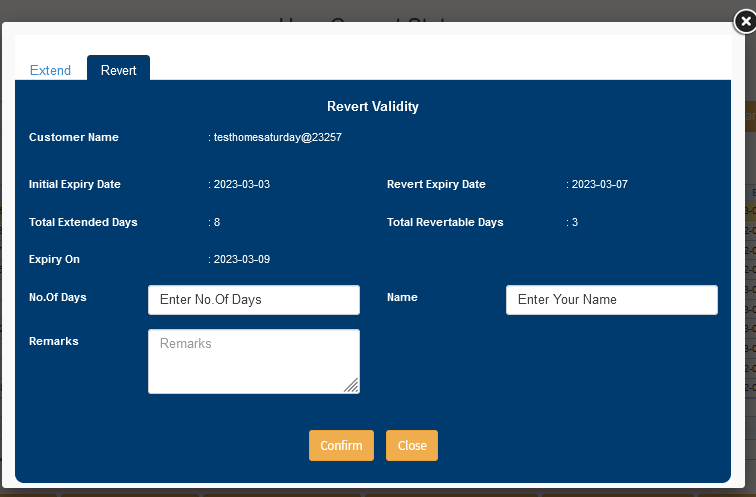 Extend Revert
Revert Validity
Customer Name : testhomesaturday@23257
Initial Expiry Date : 2023-03-03 Revert Expiry Date : 2023-03-07
Total Extended Days : 8 Total Revertable Days : 3
Expiry On : 2023-03-09
No.Of Days Enter No.Of Days Name Enter Your Name
Remarks Remarks
Confirm Close